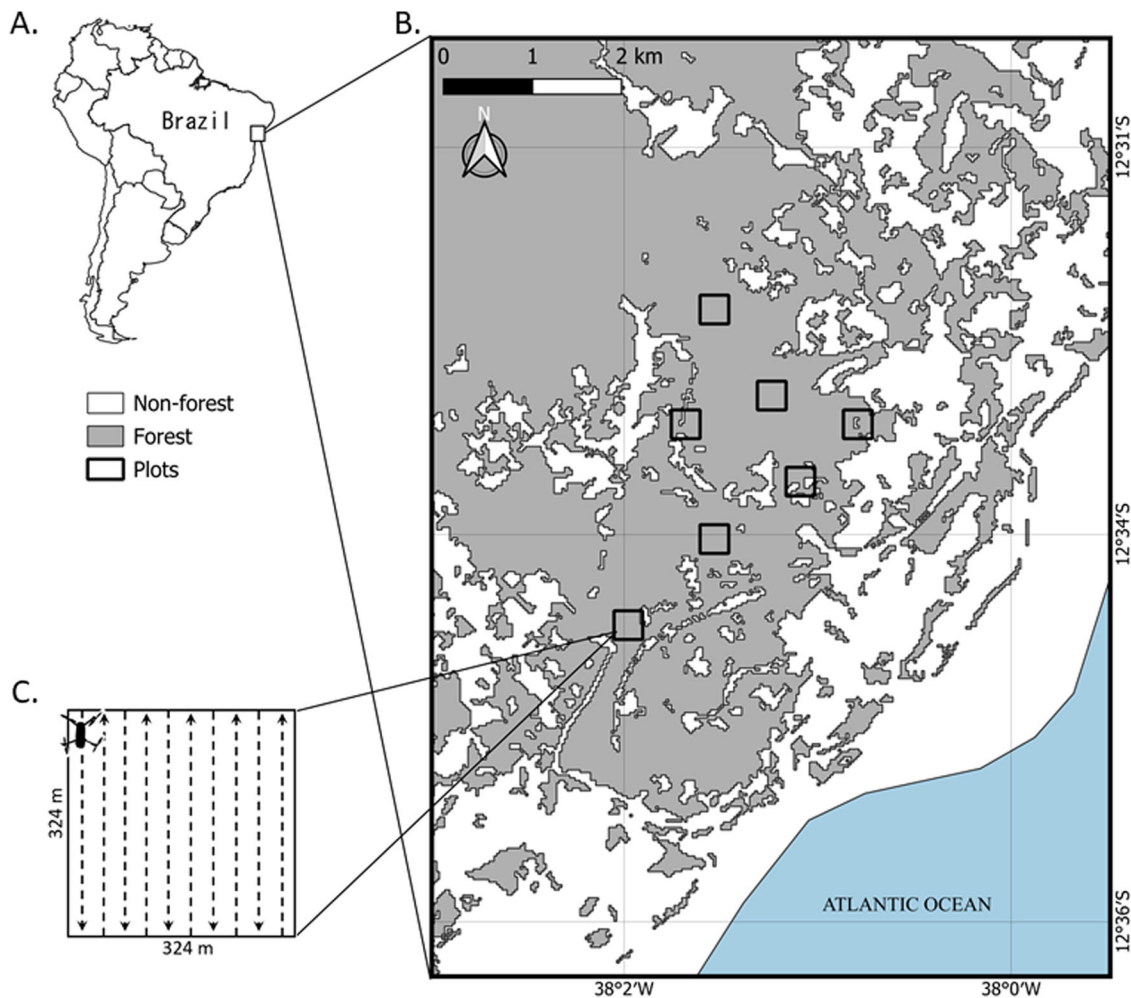 A.
Brazil
Non-forest
Forest
Plots
B.
0 1 2 km
N
12°31'S
12°34'S
12°36'S
38°2'W
38°0'W
ATLANTIC OCEAN
C.
324 m
324 m